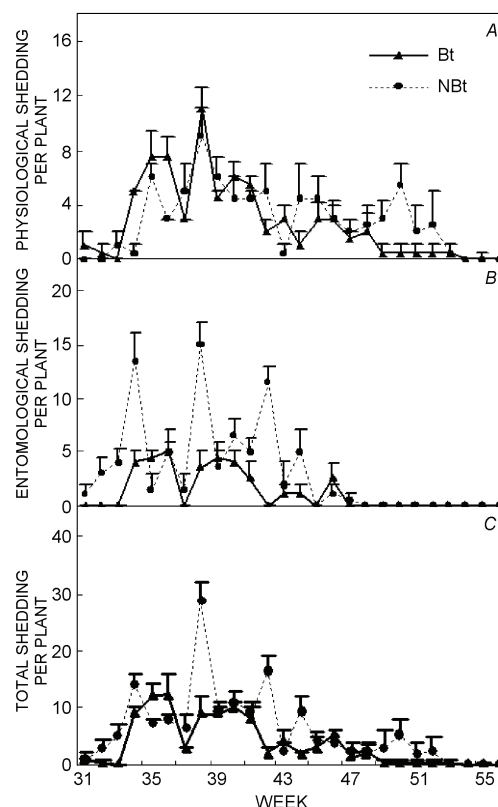 A
Bt
NBt
PHYSIOLOGICAL SHEDDING
PER PLANT
16
12
8
4
0
B
ENTOMOLOGICAL SHEDDING
PER PLANT
20
15
10
5
0
C
TOTAL SHEDDING
PER PLANT
40
30
20
10
0
31 35 39 43 47 51 55
WEEK